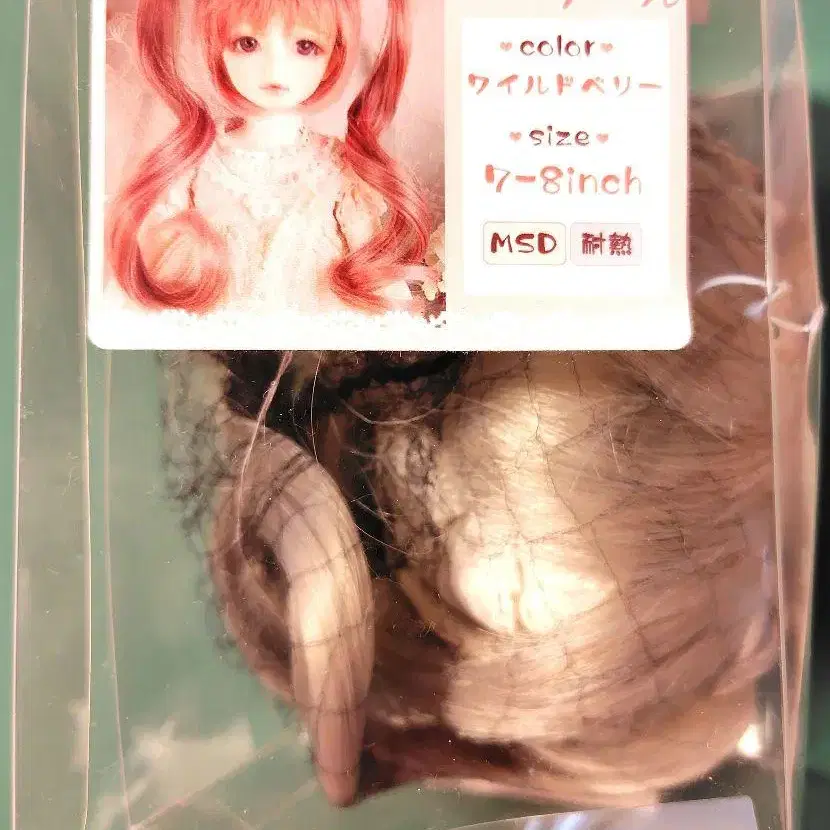 color
ワイルドベリー
size
7-8inch
MSD 耐熱